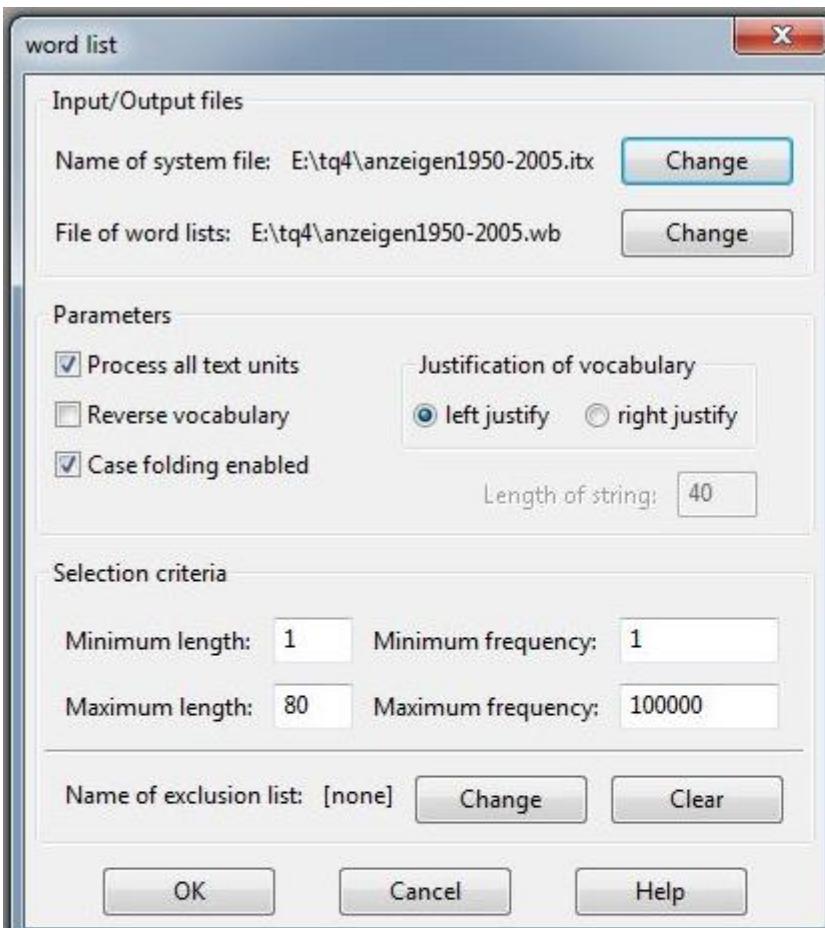 word list
Input/Output files
Name of system file: E:\tq4\anzeigen1950-2005.itx Change
File of word lists: E:\tq4\anzeigen1950-2005.wb Change
Parameters
Process all text units
Justification of vocabulary
Reverse vocabulary
left justify right justify
Case folding enabled
Length of string: 40
Selection criteria
Minimum length: 1 Minimum frequency: 1
Maximum length: 80 Maximum frequency: 100000
Name of exclusion list: [none] Change Clear
OK Cancel Help